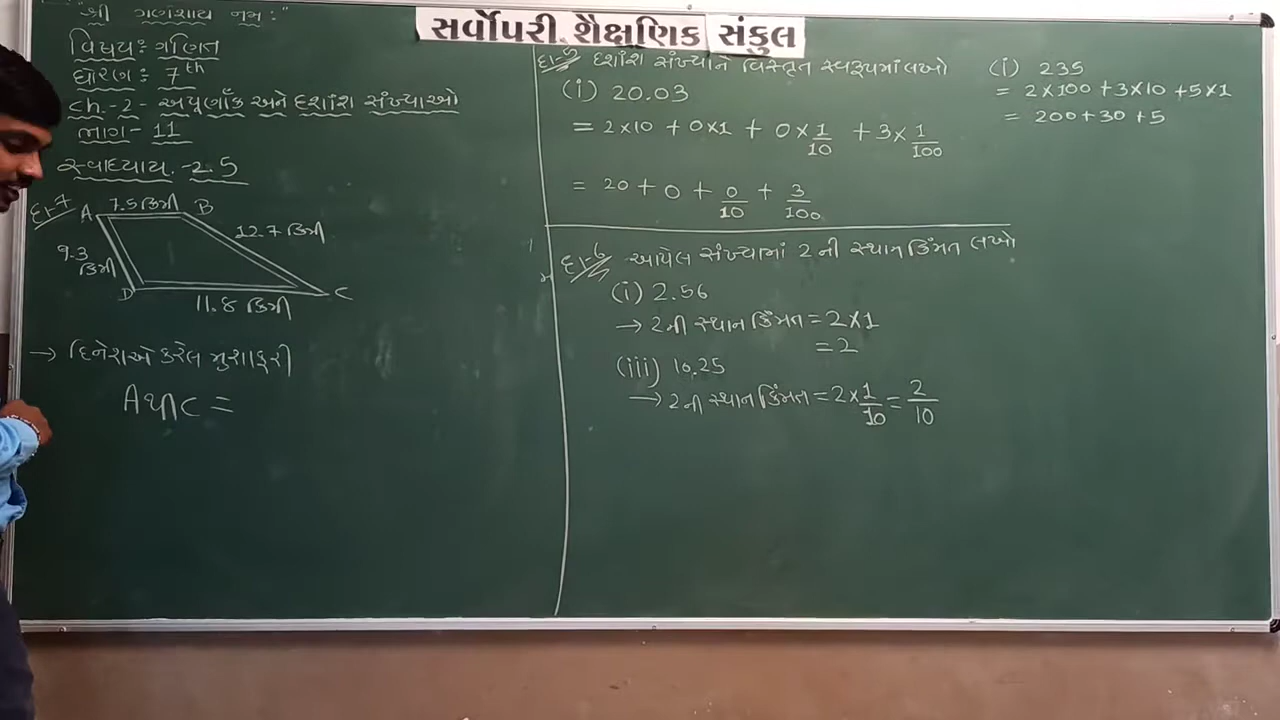 "શ્રી ગણેશાય નમઃ"
સર્વોપરી શૈક્ષણિક સંકુલ
વિષય: ગણિત
ધોરણ: 7th
ch.-2 - અપૂર્ણાંક અને દશાંશ સંખ્યાઓ
ભાગ - 11
સ્વાધ્યાય. -2.5
દા-7
A 7.5 કિમી B
12.7 કિમી
9.3
કિમી
D C
11.8 કિમી
→ દિનેશએ કરેલ મુસાફરી
A થી C =
દા-5 દશાંશ સંખ્યાને વિસ્તૃત સ્વરૂપમાં લખો
(i) 20.03
= 2×10 + 0×1 + 0×1/10 + 3×1/100
= 20 + 0 + 0/10 + 3/100
(i) 235
= 2×100 + 3×10 + 5×1
= 200 + 30 + 5
દા-6 આપેલ સંખ્યામાં 2 ની સ્થાન કિંમત લખો
(i) 2.56
→ 2 ની સ્થાન કિંમત = 2×1
= 2
(iii) 10.25
→ 2 ની સ્થાન કિંમત = 2×1/10 = 2/10